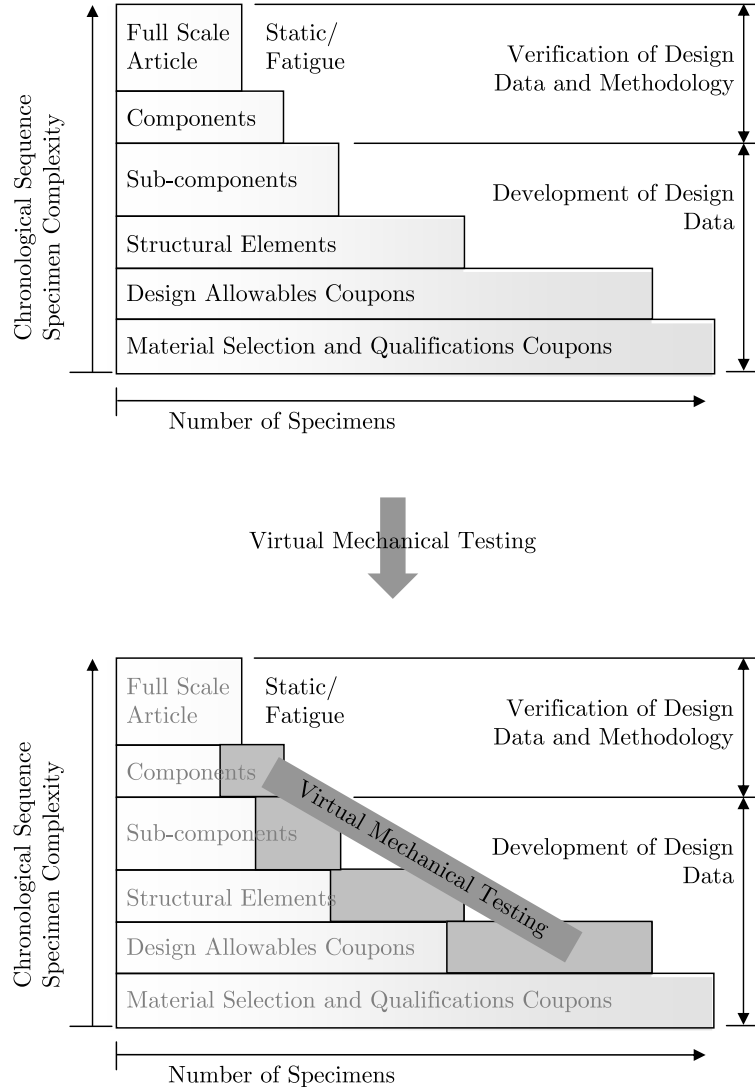 Full Scale
Article
Static/
Fatigue
Verification of Design
Data and Methodology
Components
Sub-components
Development of Design
Data
Structural Elements
Design Allowables Coupons
Material Selection and Qualifications Coupons
Chronological Sequence
Specimen Complexity
Number of Specimens
Virtual Mechanical Testing
Full Scale
Article
Static/
Fatigue
Verification of Design
Data and Methodology
Components
Sub-components
Virtual Mechanical Testing
Development of Design
Data
Structural Elements
Design Allowables Coupons
Material Selection and Qualifications Coupons
Chronological Sequence
Specimen Complexity
Number of Specimens